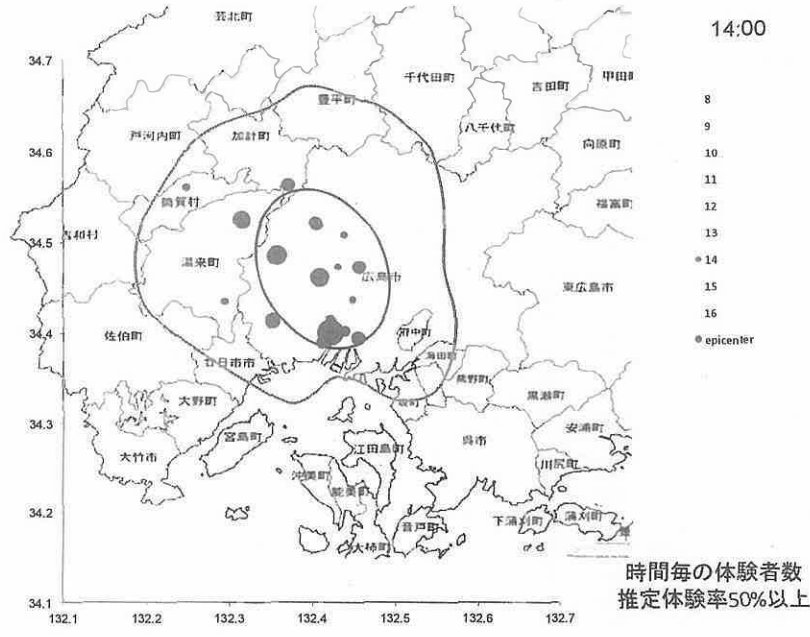 芸北町
14:00
34.7
千代田町
吉田町
甲田町
豊平町
8
戸河内町
加計町
八千代町
9
34.6
向原町
10
11
筒賀村
福富町
12
吉和村
34.5
13
湯来町
14
広島市
東広島市
15
16
34.4
佐伯町
府中町
epicenter
廿日市市
海田町
熊野町
大野町
坂町
黒瀬町
34.3
宮島町
江田島町
呉市
安浦町
大竹市
川尻町
沖美町
能美町
34.2
音戸町
下蒲刈町
蒲刈町
大柿町
34.1
時間毎の体験者数
推定体験率50%以上
132.1 132.2 132.3 132.4 132.5 132.6 132.7